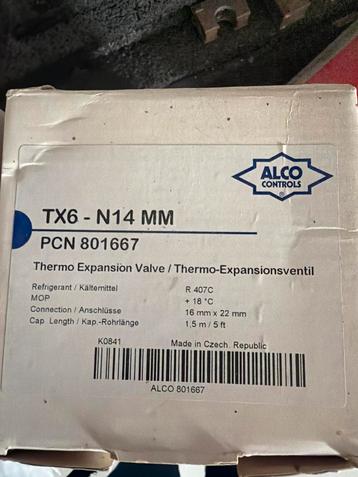 ALCO
CONTROLS
TX6 - N14 MM
PCN 801667
Thermo Expansion Valve / Thermo-Expansionsventil
Refrigerant / Kältemittel R 407C
MOP + 18 °C
Connection / Anschlüsse 16 mm x 22 mm
Cap. Length / Kap.-Rohrlänge 1,5 m / 5 ft
K0841 Made in Czech. Republic
ALCO 801667